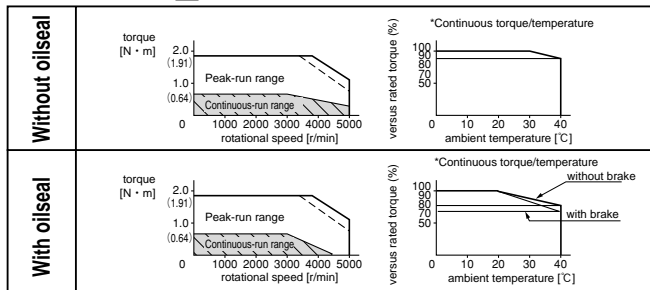 Without oilseal
torque
[N・m]
2.0
(1.91)
1.0
(0.64)
Peak-run range
Continuous-run range
0 1000 2000 3000 4000 5000
rotational speed [r/min]
*Continuous torque/temperature
versus rated torque (%)
100
90
80
70
50
0 10 20 30 40
ambient temperature [℃]
With oilseal
torque
[N・m]
2.0
(1.91)
1.0
(0.64)
Peak-run range
Continuous-run range
0 1000 2000 3000 4000 5000
rotational speed [r/min]
*Continuous torque/temperature
without brake
versus rated torque (%)
100
90
80
70
50
with brake
0 10 20 30 40
ambient temperature [℃]